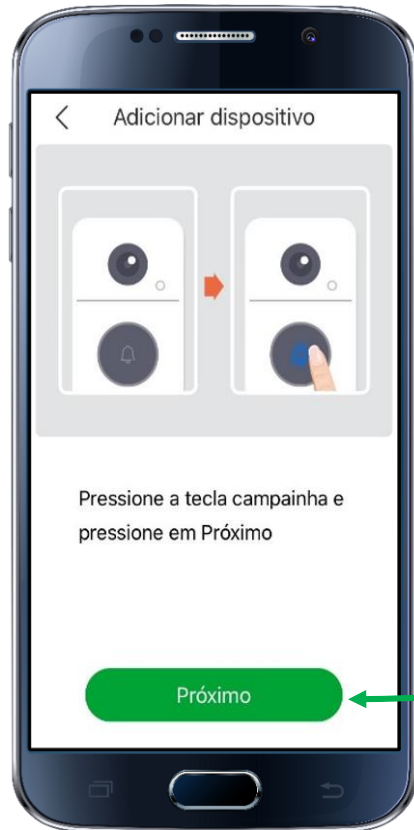 Adicionar dispositivo
Pressione a tecla campainha e
pressione em Próximo
Próximo